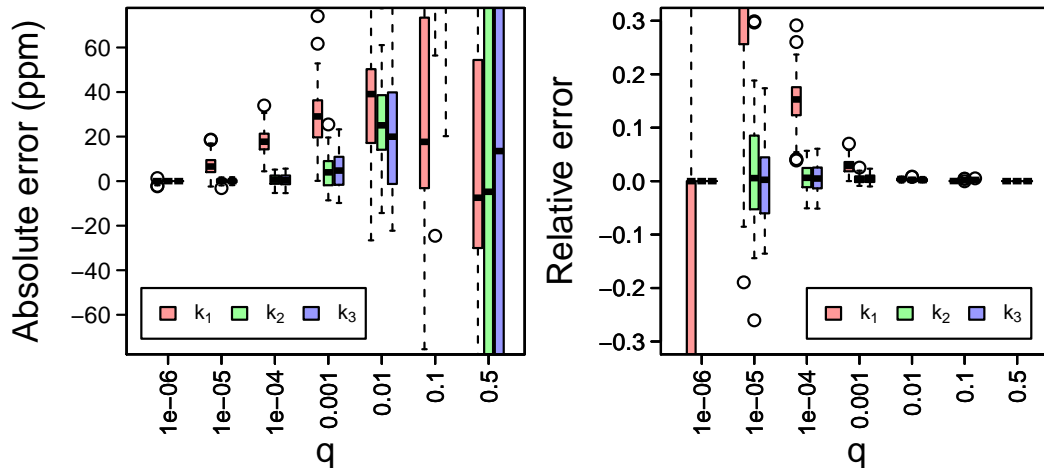 Absolute error (ppm)
60
40
20
0
−20
−40
−60
k1 k2 k3
1e−06 1e−05 1e−04 0.001 0.01 0.1 0.5
q
Relative error
0.3
0.2
0.1
0.0
−0.1
−0.2
−0.3
k1 k2 k3
1e−06 1e−05 1e−04 0.001 0.01 0.1 0.5
q